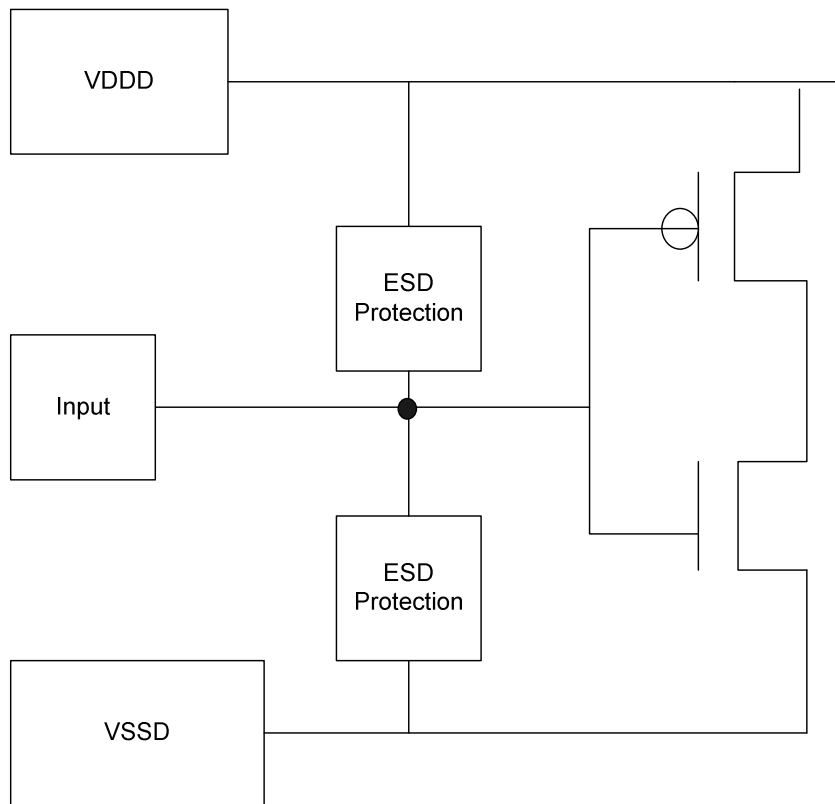 VDDD
ESD
Protection
Input
ESD
Protection
VSSD